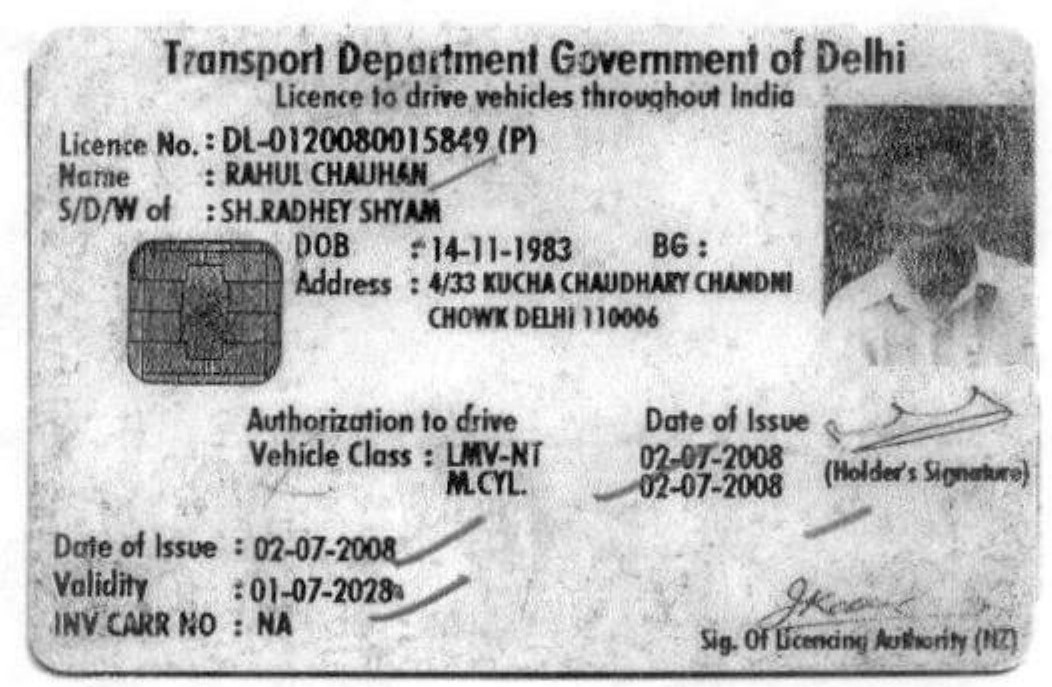 Transport Department Government of Delhi
Licence to drive vehicles throughout India
Licence No. : DL-0120080015849 (P)
Name : RAHUL CHAUHAN
S/D/W of : SH.RADHEY SHYAM
DOB : 14-11-1983 BG :
Address : 4/33 KUCHA CHAUDHARY CHANDNI
CHOWK DELHI 110006
Authorization to drive Date of Issue
Vehicle Class : LMV-NT 02-07-2008
M.CYL. 02-07-2008
(Holder's Signature)
Date of Issue : 02-07-2008
Validity : 01-07-2028
INV CARR NO : NA
Sig. Of Licencing Authority (NZ)